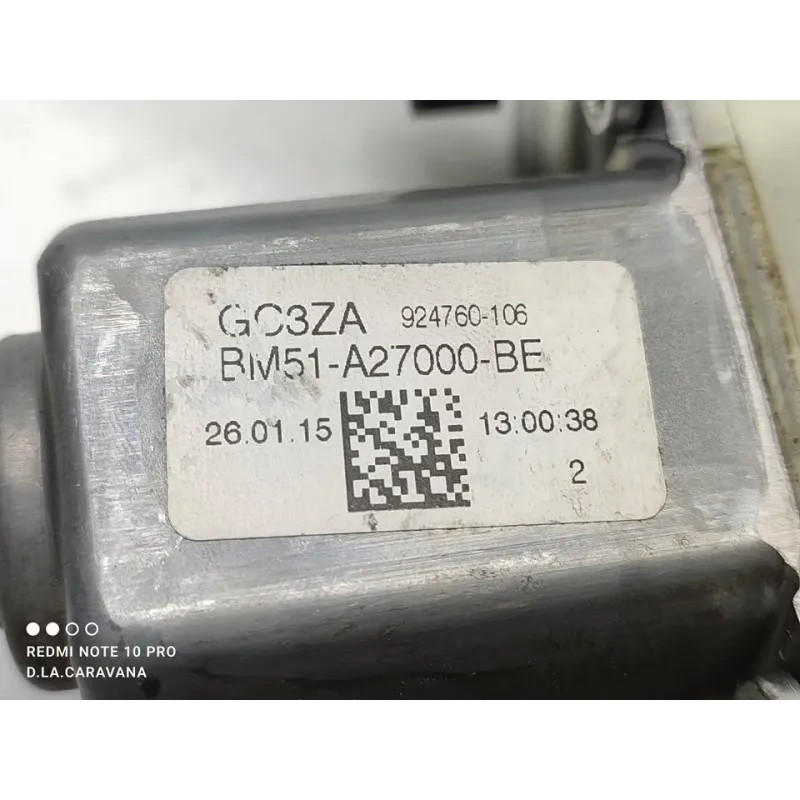 GC3ZA 924760-106
BM51-A27000-BE
26.01.15 13:00:38
2
REDMI NOTE 10 PRO
D.LA.CARAVANA